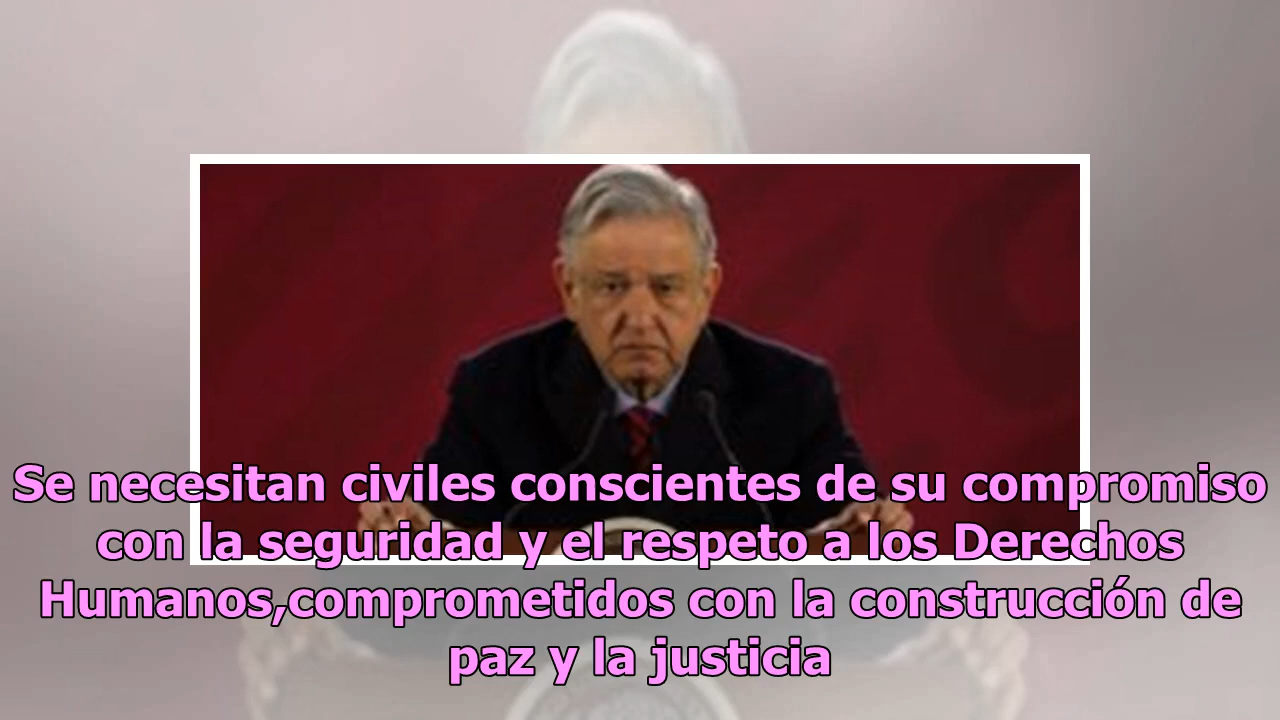 Se necesitan civiles conscientes de su compromiso
con la seguridad y el respeto a los Derechos
Humanos,comprometidos con la construcción de
paz y la justicia